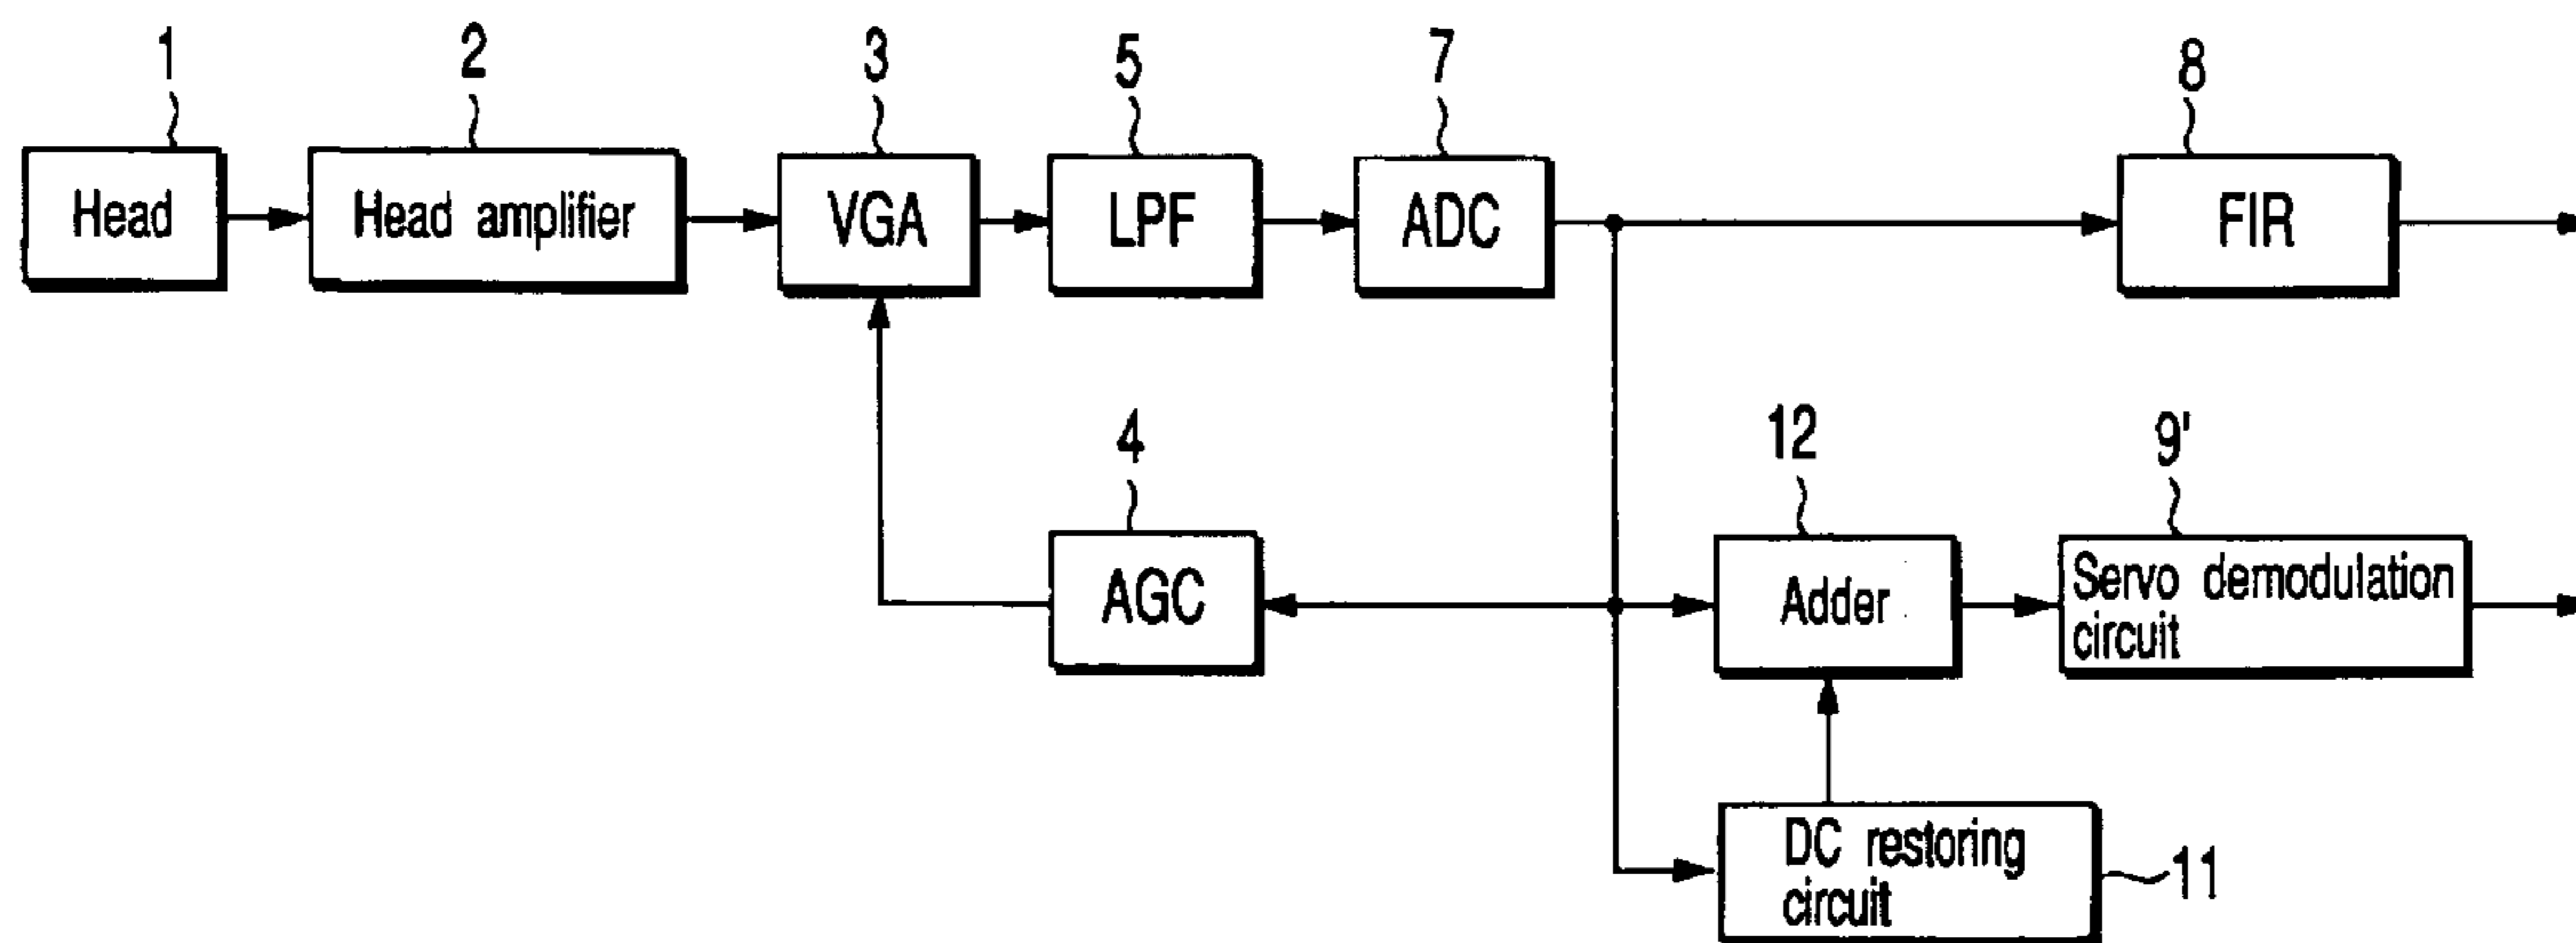 1
2
3
5
7
8
Head
Head amplifier
VGA
LPF
ADC
FIR
4
12
9'
AGC
Adder
Servo demodulation
circuit
DC restoring
circuit
11